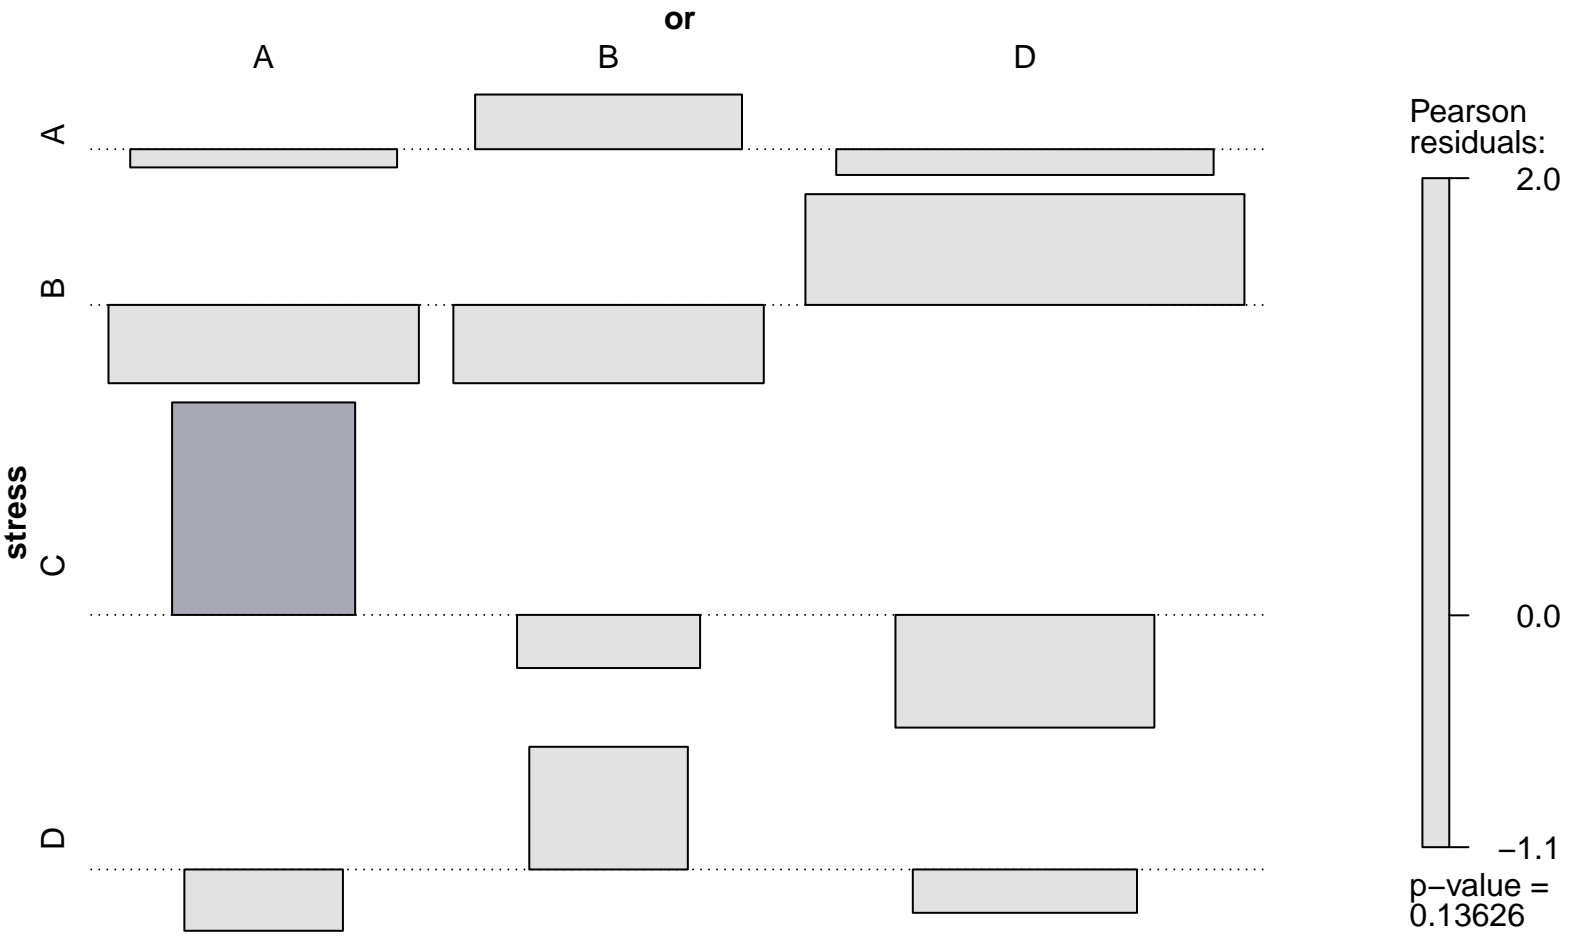 or
A B D
A
B
C
D
stress
Pearson
residuals:
2.0
0.0
−1.1
p−value =
0.13626